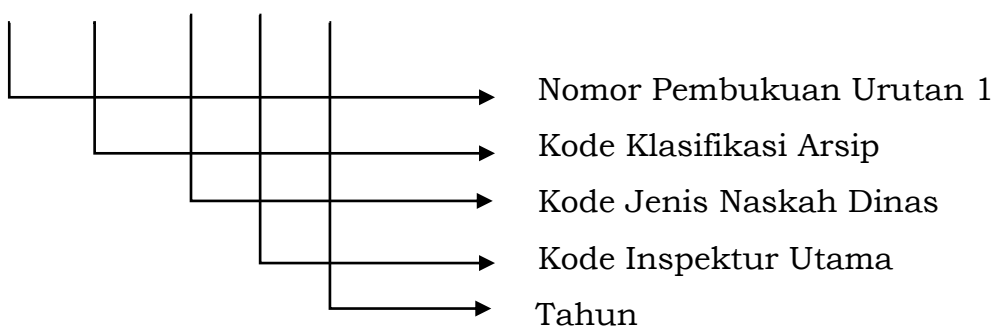 Nomor Pembukuan Urutan 1
Kode Klasifikasi Arsip
Kode Jenis Naskah Dinas
Kode Inspektur Utama
Tahun